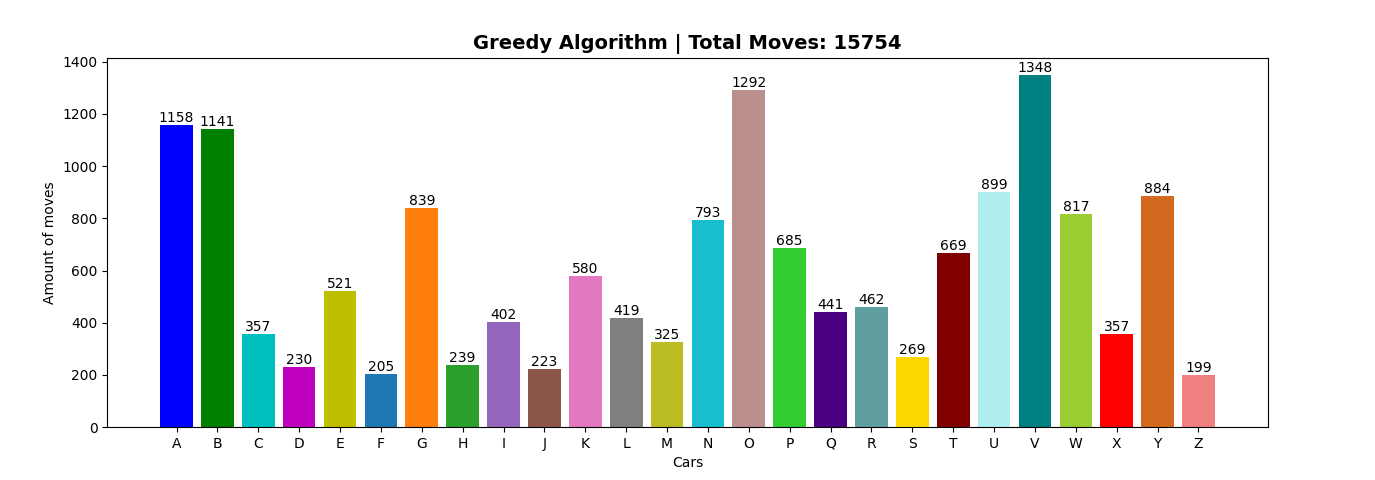 Greedy Algorithm | Total Moves: 15754
Amount of moves
1400
1200
1000
800
600
400
200
0
1158 1141 357 230 521 205 839 239 402 223 580 419 325 793 1292 685 441 462 269 669 899 1348 817 357 884 199
A B C D E F G H I J K L M N O P Q R S T U V W X Y Z
Cars